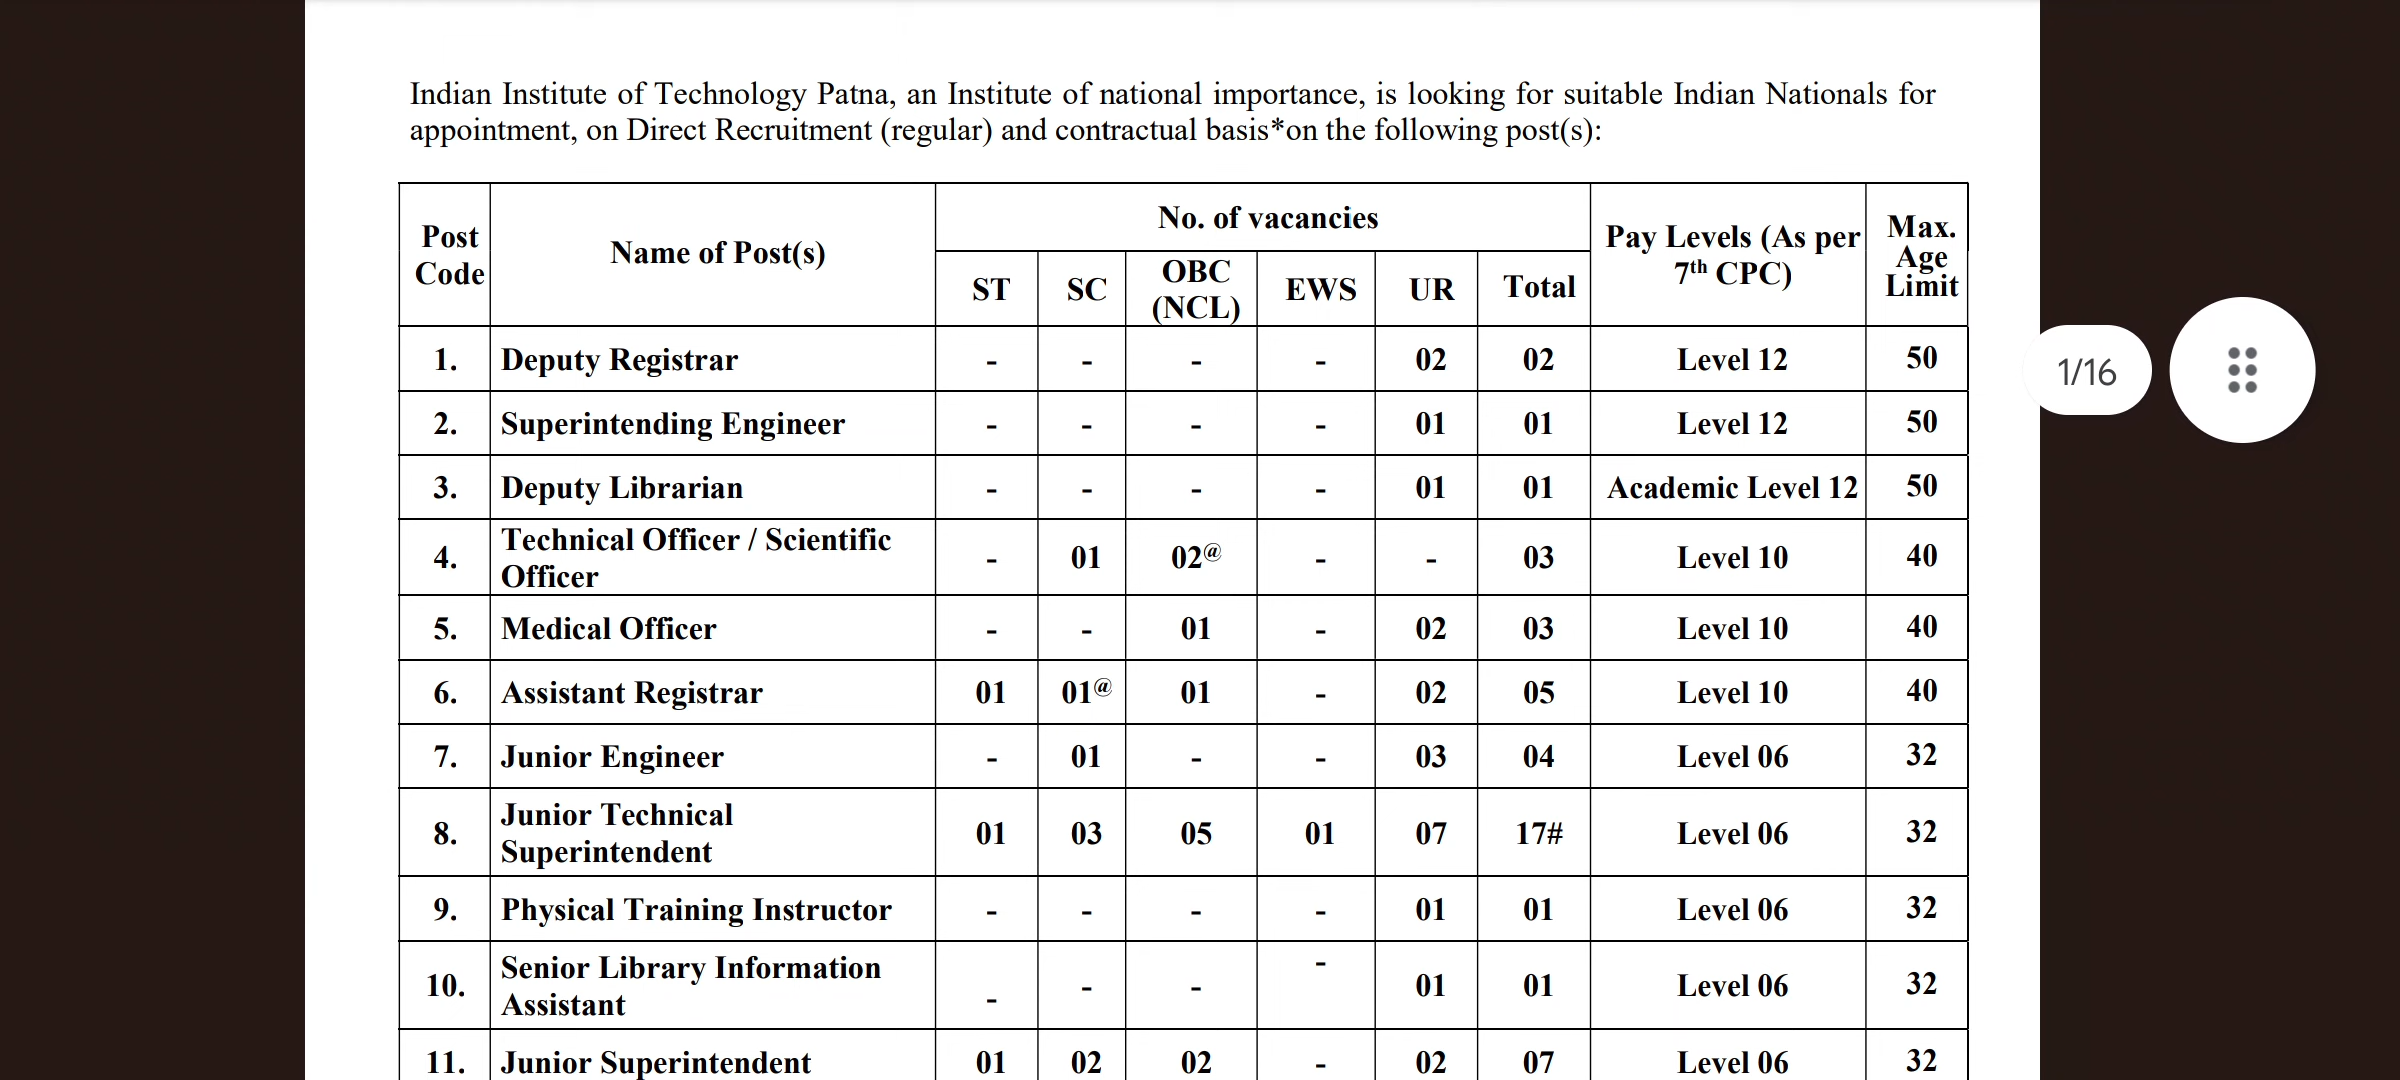 Indian Institute of Technology Patna, an Institute of national importance, is looking for suitable Indian Nationals for
appointment, on Direct Recruitment (regular) and contractual basis*on the following post(s):
Post Code | Name of Post(s) | No. of vacancies | Pay Levels (As per 7th CPC) | Max. Age Limit
ST | SC | OBC (NCL) | EWS | UR | Total
1. | Deputy Registrar | - | - | - | - | 02 | 02 | Level 12 | 50
2. | Superintending Engineer | - | - | - | - | 01 | 01 | Level 12 | 50
3. | Deputy Librarian | - | - | - | - | 01 | 01 | Academic Level 12 | 50
4. | Technical Officer / Scientific Officer | - | 01 | 02@ | - | - | 03 | Level 10 | 40
5. | Medical Officer | - | - | 01 | - | 02 | 03 | Level 10 | 40
6. | Assistant Registrar | 01 | 01@ | 01 | - | 02 | 05 | Level 10 | 40
7. | Junior Engineer | - | 01 | - | - | 03 | 04 | Level 06 | 32
8. | Junior Technical Superintendent | 01 | 03 | 05 | 01 | 07 | 17# | Level 06 | 32
9. | Physical Training Instructor | - | - | - | - | 01 | 01 | Level 06 | 32
10. | Senior Library Information Assistant | - | - | - | - | 01 | 01 | Level 06 | 32
11. | Junior Superintendent | 01 | 02 | 02 | - | 02 | 07 | Level 06 | 32
1/16